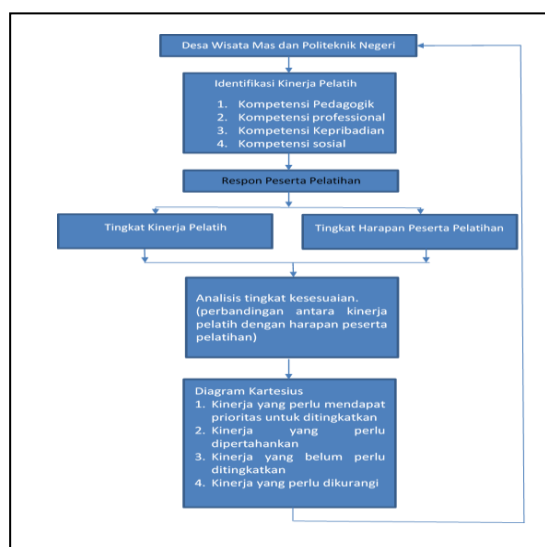 Desa Wisata Mas dan Politeknik Negeri
Identifikasi Kinerja Pelatih
1. Kompetensi Pedagogik
2. Kompetensi professional
3. Kompetensi Kepribadian
4. Kompetensi sosial
Respon Peserta Pelatihan
Tingkat Kinerja Pelatih
Tingkat Harapan Peserta Pelatihan
Analisis tingkat kesesuaian.
(perbandingan antara kinerja
pelatih dengan harapan peserta
pelatihan)
Diagram Kartesius
1. Kinerja yang perlu mendapat
prioritas untuk ditingkatkan
2. Kinerja yang perlu
dipertahankan
3. Kinerja yang belum perlu
ditingkatkan
4. Kinerja yang perlu dikurangi